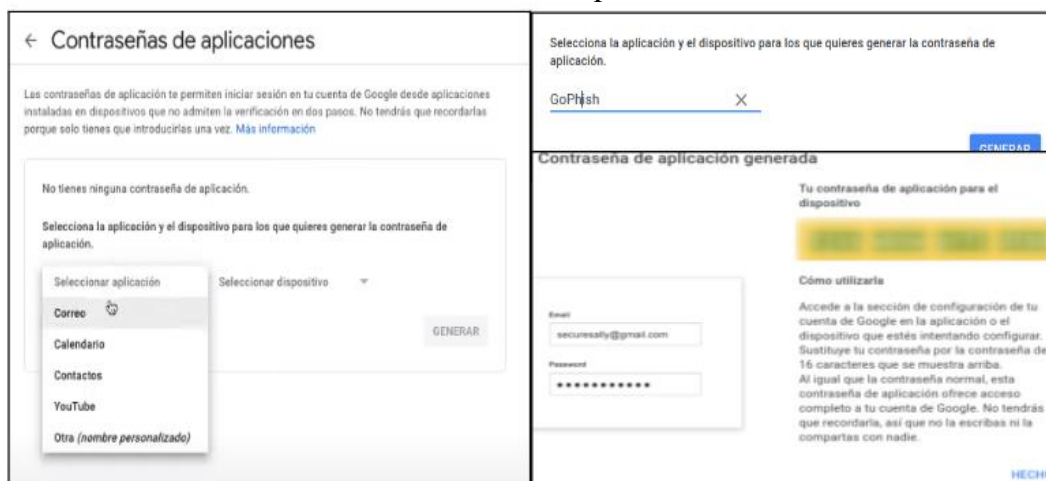 ← Contraseñas de aplicaciones
Las contraseñas de aplicación te permiten iniciar sesión en tu cuenta de Google desde aplicaciones
instaladas en dispositivos que no admiten la verificación en dos pasos. No tendrás que recordarlas
porque solo tienes que introducirlas una vez. Más información
No tienes ninguna contraseña de aplicación.
Selecciona la aplicación y el dispositivo para los que quieres generar la contraseña de
aplicación.
Seleccionar aplicación
Seleccionar dispositivo
Correo
Calendario
Contactos
YouTube
Otra (nombre personalizado)
GENERAR
Selecciona la aplicación y el dispositivo para los que quieres generar la contraseña de
aplicación.
GoPhish
GENERAR
Contraseña de aplicación generada
Tu contraseña de aplicación para el
dispositivo
Email
securesally@gmail.com
Password
Cómo utilizarla
Accede a la sección de configuración de tu
cuenta de Google en la aplicación o el
dispositivo que estés intentando configurar.
Sustituye tu contraseña por la contraseña de
16 caracteres que se muestra arriba.
Al igual que la contraseña normal, esta
contraseña de aplicación ofrece acceso
completo a tu cuenta de Google. No tendrás
que recordarla, así que no la escribas ni la
compartas con nadie.
HECHO